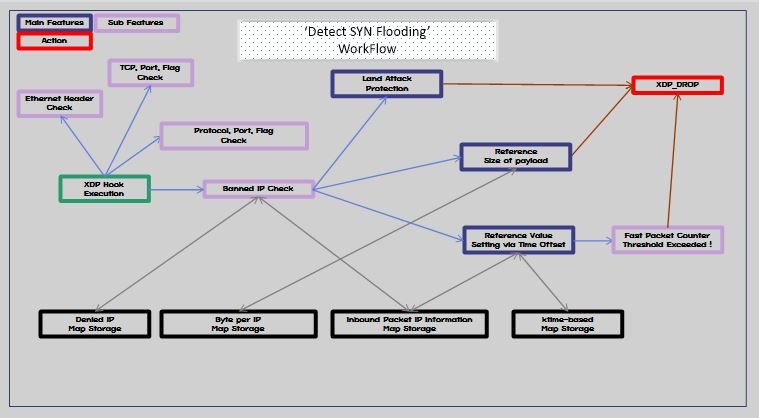 Main Features
Sub Features
Action
‘Detect SYN Flooding’
WorkFlow
TCP, Port, Flag
Check
Land Attack
Protection
XDP_DROP
Ethernet Header
Check
Protocol, Port, Flag
Check
Reference
Size of payload
XDP Hook
Execution
Banned IP Check
Reference Value
Setting via Time Offset
Fast Packet Counter
Threshold Exceeded !
Denied IP
Map Storage
Byte per IP
Map Storage
Inbound Packet IP Information
Map Storage
ktime-based
Map Storage